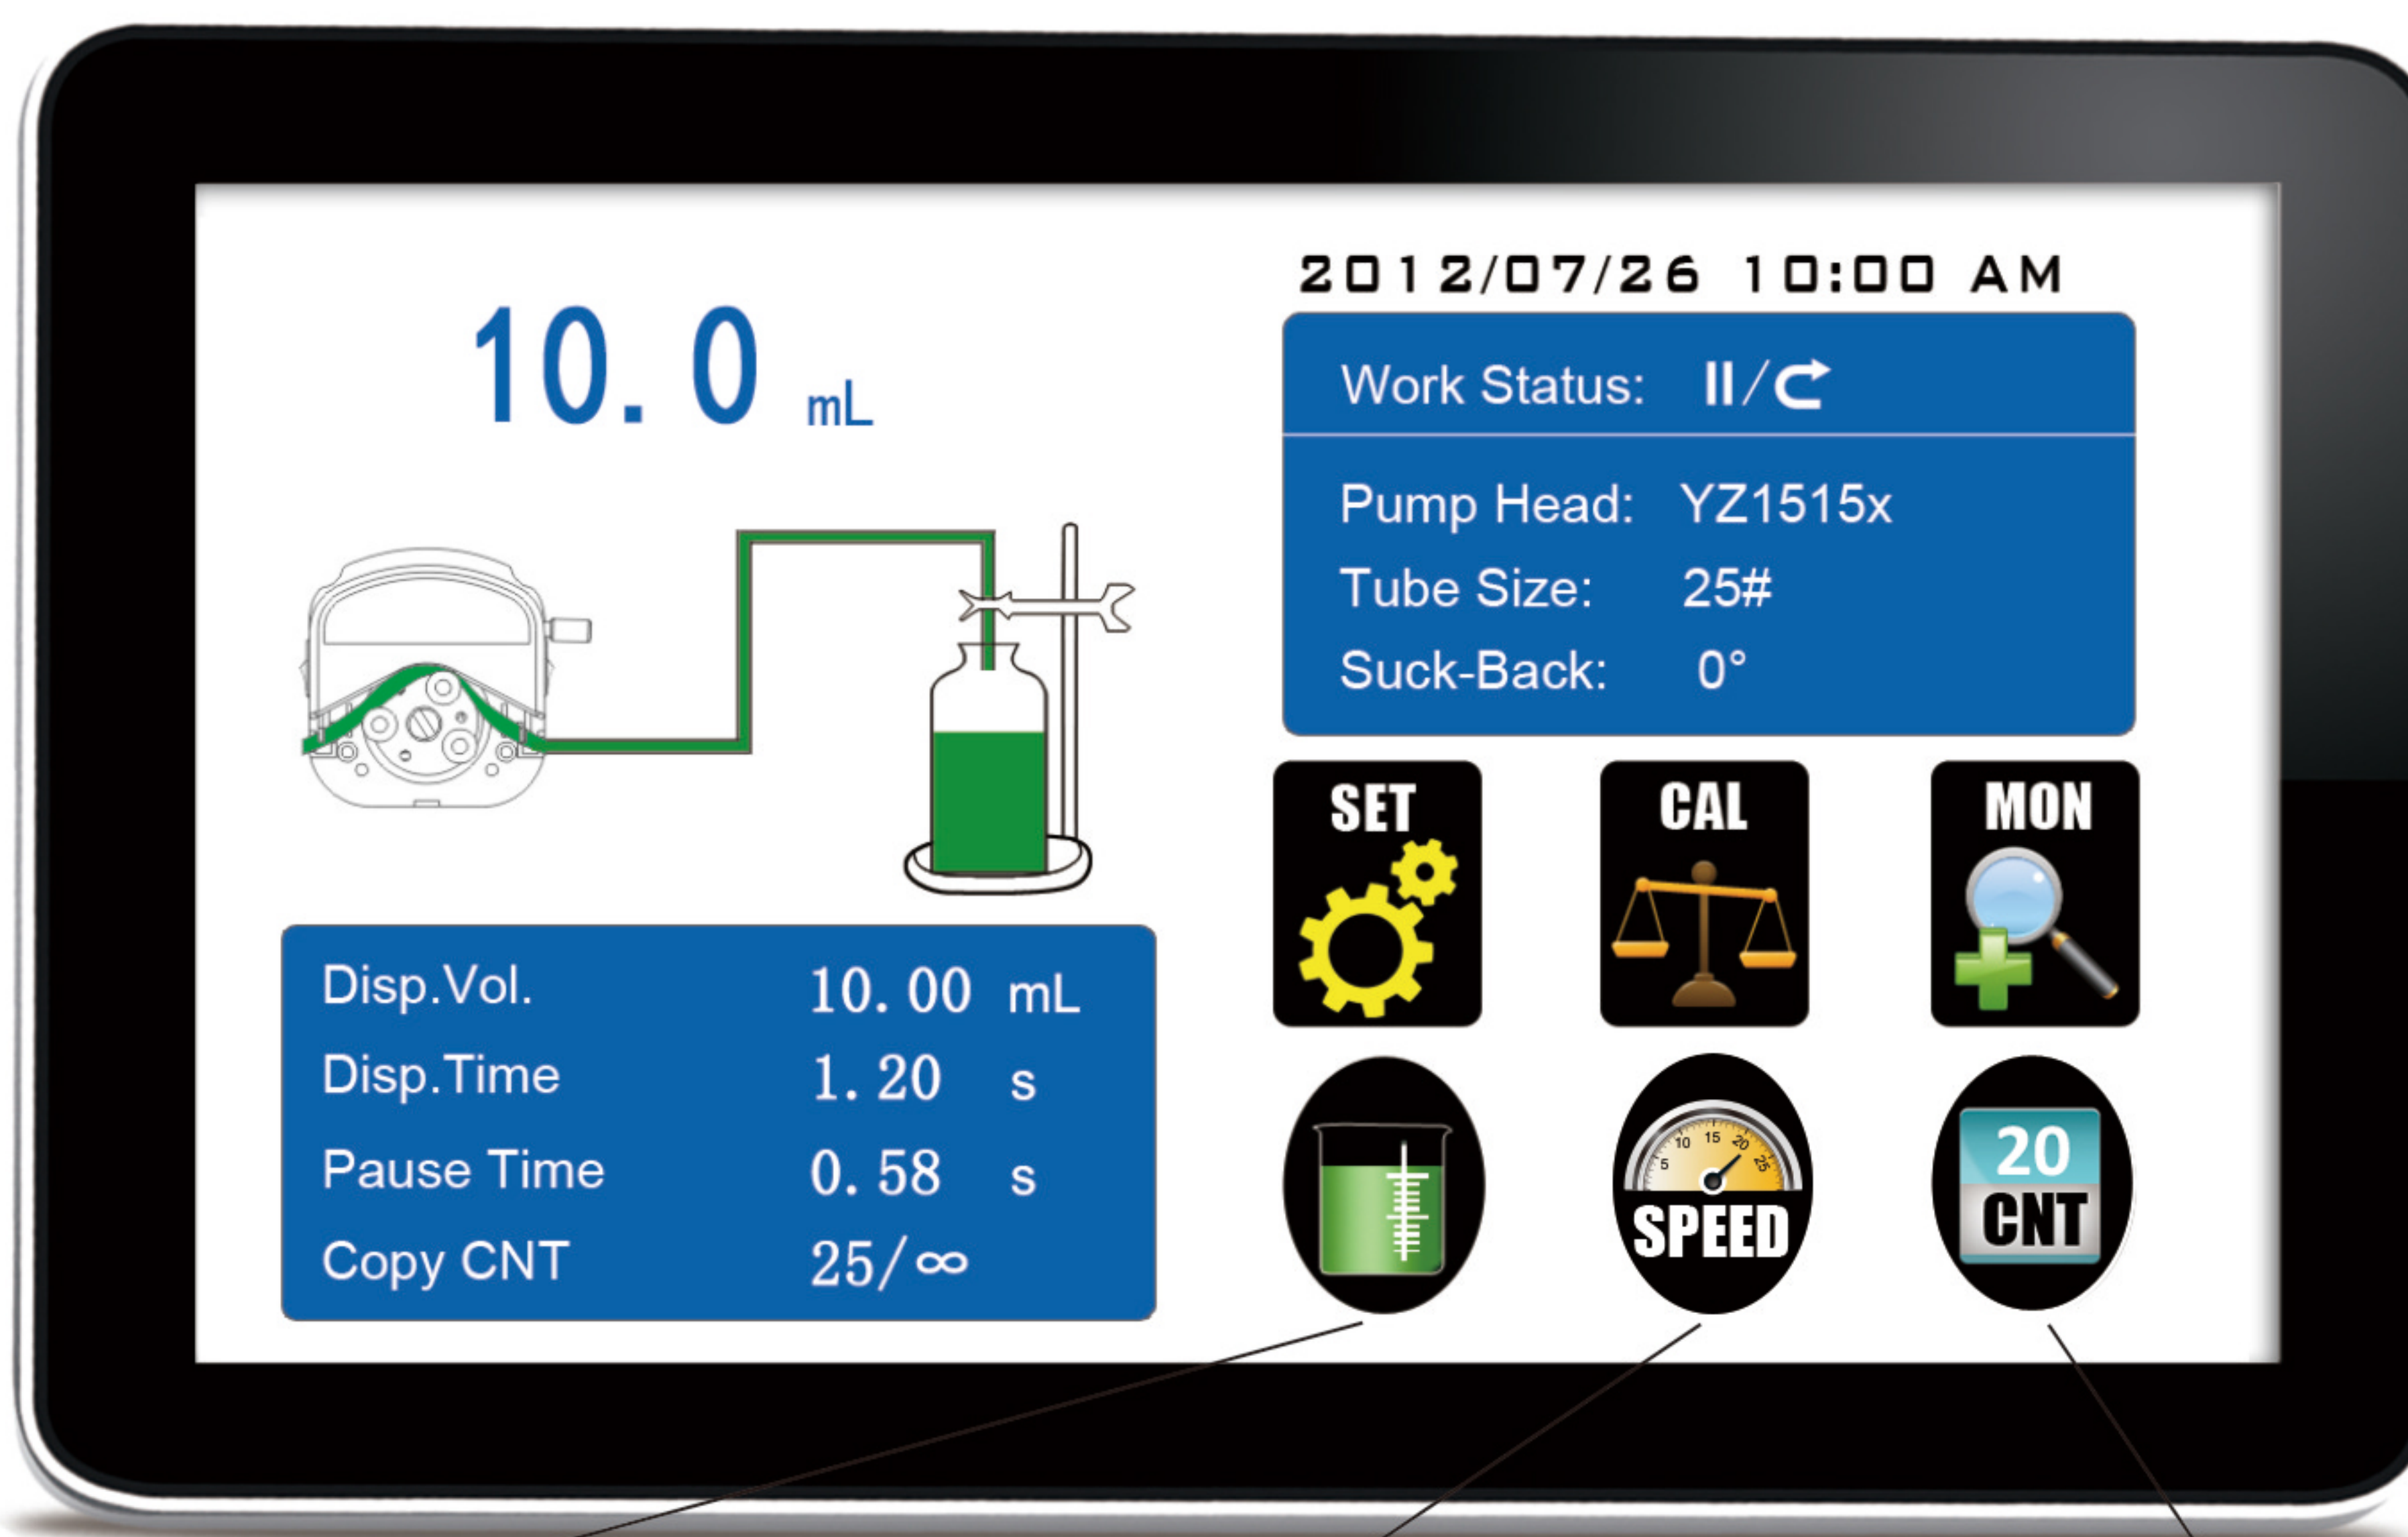 2012/07/26 10:00 AM
10.0 mL
Work Status: II/
Pump Head: YZ1515x
Tube Size: 25#
Suck-Back: 0°
SET
CAL
MON
Disp.Vol. 10.00 mL
Disp.Time 1.20 s
Pause Time 0.58 s
Copy CNT 25/∞
5 10 15 20 25
SPEED
20
CNT